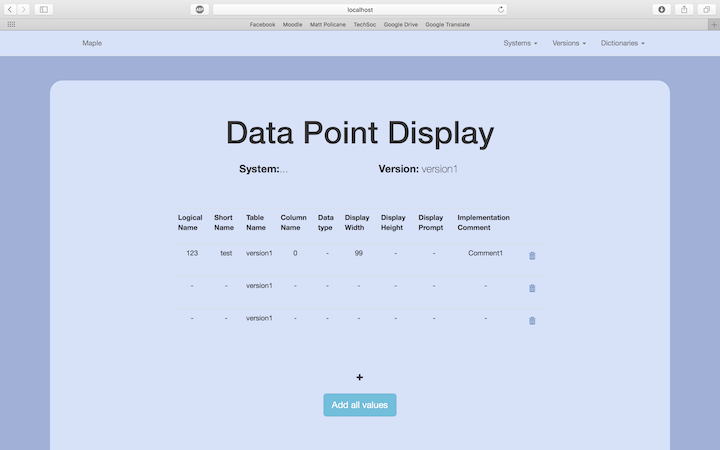 ABP
localhost
Facebook Moodle Matt Policane TechSoc Google Drive Google Translate
Maple Systems Versions Dictionaries
Data Point Display
System:... Version: version1
Logical Name Short Name Table Name Column Name Data type Display Width Display Height Display Prompt Implementation Comment
123 test version1 0 - 99 - - Comment1
- - version1 - - - - - -
- - version1 - - - - - -
+
Add all values